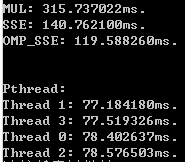 MUL: 315.737022ms.
SSE: 140.762100ms.
OMP_SSE: 119.588260ms.
Pthread:
Thread 1: 77.184180ms.
Thread 3: 77.519326ms.
Thread 0: 78.402637ms.
Thread 2: 78.576503ms.